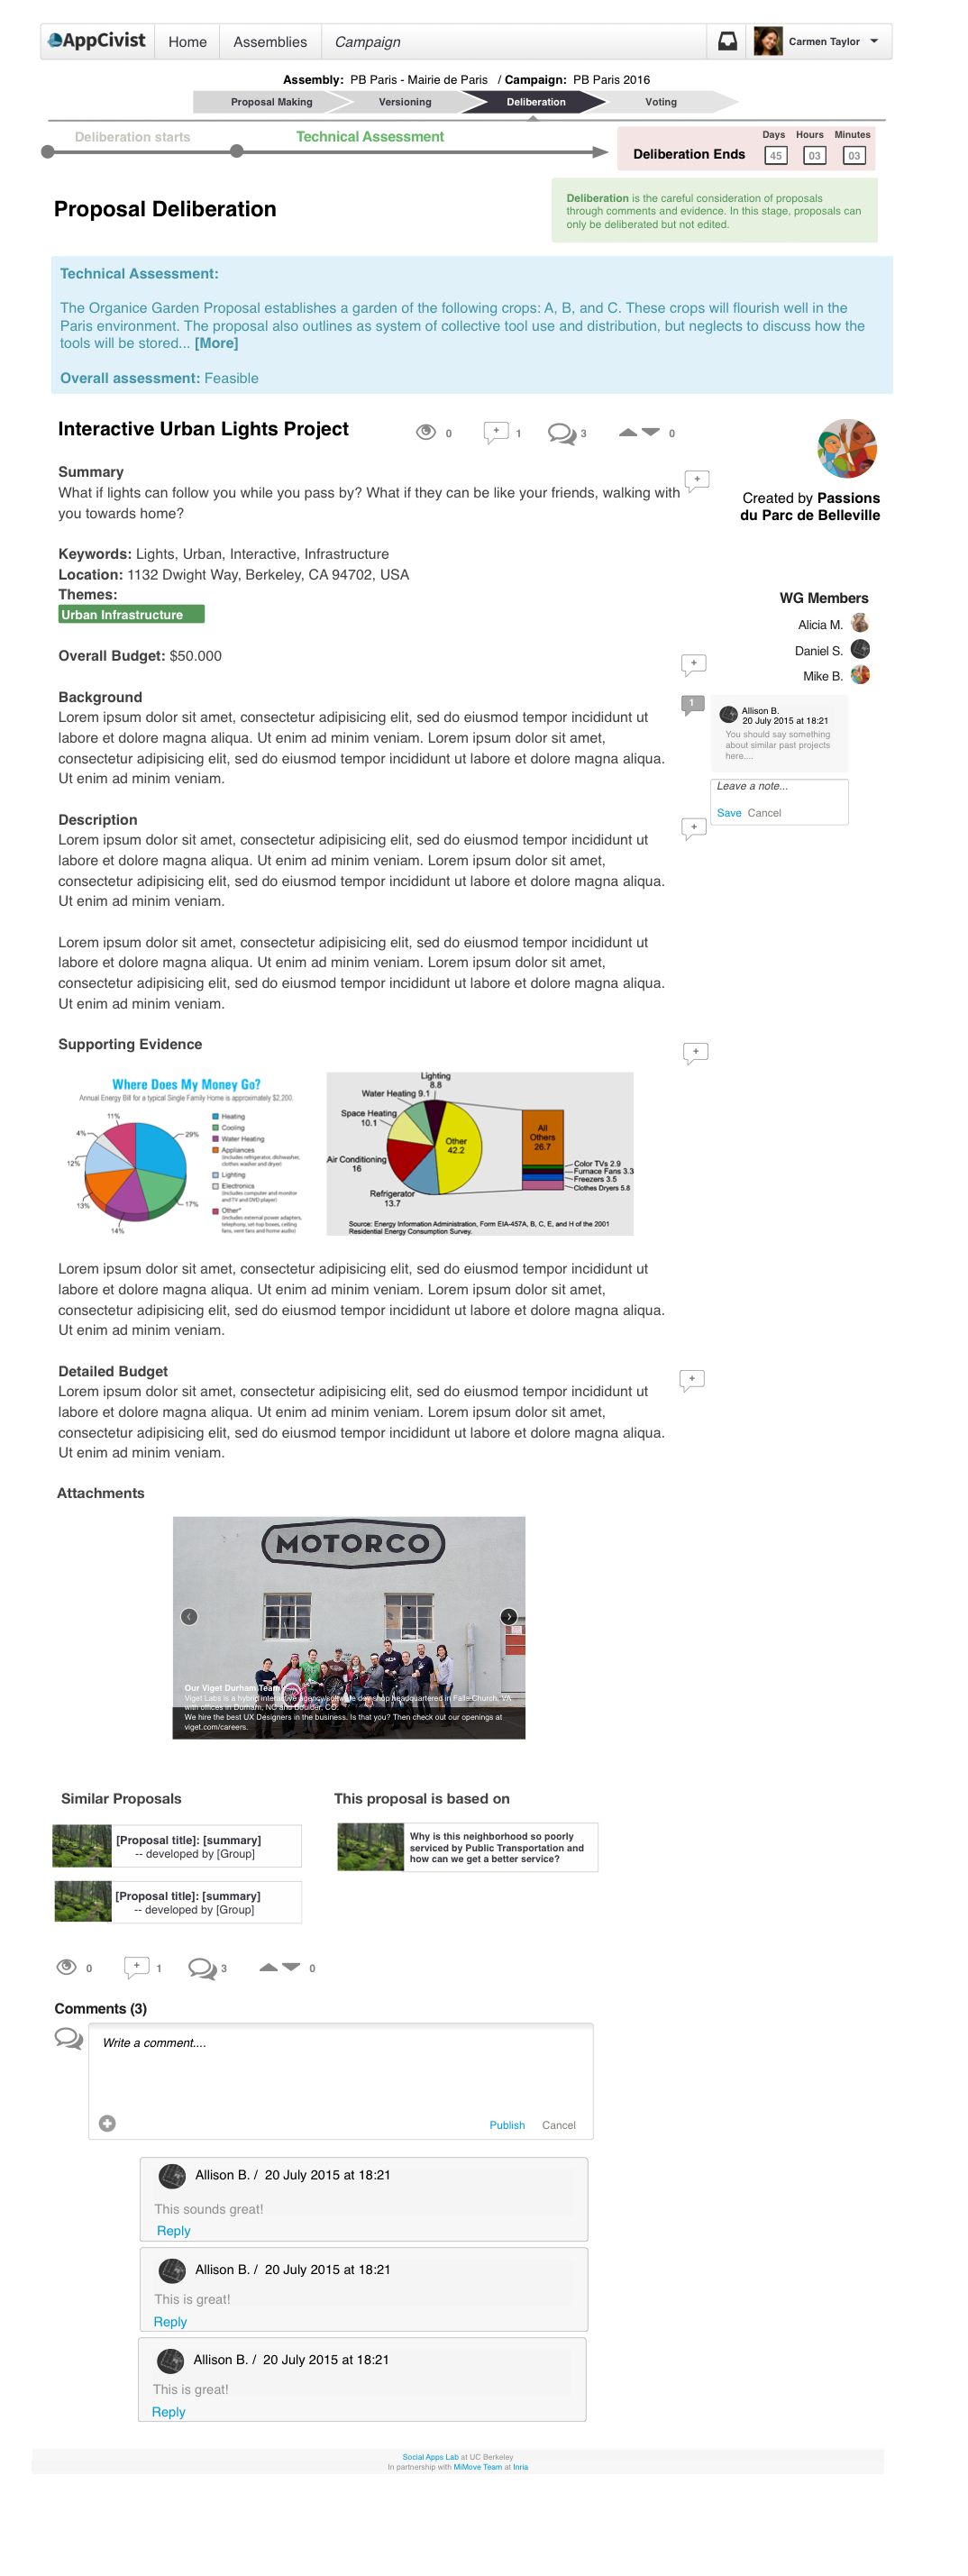 AppCivist Home Assemblies Campaign Carmen Taylor
Assembly: PB Paris - Mairie de Paris / Campaign: PB Paris 2016
Proposal Making Versioning Deliberation Voting
Deliberation starts Technical Assessment
Days Hours Minutes
Deliberation Ends 45 03 03
Proposal Deliberation
Deliberation is the careful consideration of proposals
through comments and evidence. In this stage, proposals can
only be deliberated but not edited.
Technical Assessment:
The Organice Garden Proposal establishes a garden of the following crops: A, B, and C. These crops will flourish well in the
Paris environment. The proposal also outlines as system of collective tool use and distribution, but neglects to discuss how the
tools will be stored... [More]
Overall assessment: Feasible
Interactive Urban Lights Project 0 + 1 3 0
Summary
What if lights can follow you while you pass by? What if they can be like your friends, walking with
you towards home?
+
Created by Passions
du Parc de Belleville
Keywords: Lights, Urban, Interactive, Infrastructure
Location: 1132 Dwight Way, Berkeley, CA 94702, USA
Themes:
Urban Infrastructure
WG Members
Alicia M.
Daniel S.
Mike B.
Overall Budget: $50.000
+
Background
1
Lorem ipsum dolor sit amet, consectetur adipisicing elit, sed do eiusmod tempor incididunt ut
labore et dolore magna aliqua. Ut enim ad minim veniam. Lorem ipsum dolor sit amet,
consectetur adipisicing elit, sed do eiusmod tempor incididunt ut labore et dolore magna aliqua.
Ut enim ad minim veniam.
Allison B.
20 July 2015 at 18:21
You should say something
about similar past projects
here....
Leave a note...
Save Cancel
Description
+
Lorem ipsum dolor sit amet, consectetur adipisicing elit, sed do eiusmod tempor incididunt ut
labore et dolore magna aliqua. Ut enim ad minim veniam. Lorem ipsum dolor sit amet,
consectetur adipisicing elit, sed do eiusmod tempor incididunt ut labore et dolore magna aliqua.
Ut enim ad minim veniam.
Lorem ipsum dolor sit amet, consectetur adipisicing elit, sed do eiusmod tempor incididunt ut
labore et dolore magna aliqua. Ut enim ad minim veniam. Lorem ipsum dolor sit amet,
consectetur adipisicing elit, sed do eiusmod tempor incididunt ut labore et dolore magna aliqua.
Ut enim ad minim veniam.
Supporting Evidence
+
Where Does My Money Go?
Annual Energy Bill for a typical Single Family Home is approximately $2,200.
11%
29%
4%
12%
13%
14%
17%
Heating
Cooling
Water Heating
Appliances
(includes refrigerator, dishwasher,
clothes washer and dryer)
Lighting
Electronics
(includes computer and monitor
and TV and DVD player)
Other*
*(includes external power adapters,
telephony, set-top boxes, ceiling
fans, vent fans and home audio)
Lighting
8.8
Water Heating 9.1
Space Heating
10.1
Air Conditioning
16
Refrigerator
13.7
Other
42.2
All
Others
26.7
Color TVs 2.9
Furnace Fans 3.3
Freezers 3.5
Clothes Dryers 5.8
Source: Energy Information Administration, Form EIA-457A, B, C, E, and H of the 2001
Residential Energy Consumption Survey.
Lorem ipsum dolor sit amet, consectetur adipisicing elit, sed do eiusmod tempor incididunt ut
labore et dolore magna aliqua. Ut enim ad minim veniam. Lorem ipsum dolor sit amet,
consectetur adipisicing elit, sed do eiusmod tempor incididunt ut labore et dolore magna aliqua.
Ut enim ad minim veniam.
Detailed Budget
+
Lorem ipsum dolor sit amet, consectetur adipisicing elit, sed do eiusmod tempor incididunt ut
labore et dolore magna aliqua. Ut enim ad minim veniam. Lorem ipsum dolor sit amet,
consectetur adipisicing elit, sed do eiusmod tempor incididunt ut labore et dolore magna aliqua.
Ut enim ad minim veniam.
Attachments
MOTORCO
Our Viget Durham Team
Viget Labs is a hybrid interactive agency/software dev shop headquartered in Falls Church, VA
with offices in Durham, NC and Boulder, CO.
We hire the best UX Designers in the business. Is that you? Then check out our openings at
viget.com/careers.
Similar Proposals
[Proposal title]: [summary]
-- developed by [Group]
[Proposal title]: [summary]
-- developed by [Group]
This proposal is based on
Why is this neighborhood so poorly
serviced by Public Transportation and
how can we get a better service?
0 + 1 3 0
Comments (3)
Write a comment....
Publish Cancel
Allison B. / 20 July 2015 at 18:21
This sounds great!
Reply
Allison B. / 20 July 2015 at 18:21
This is great!
Reply
Allison B. / 20 July 2015 at 18:21
This is great!
Reply
Social Apps Lab at UC Berkeley
In partnership with MiMove Team at Inria